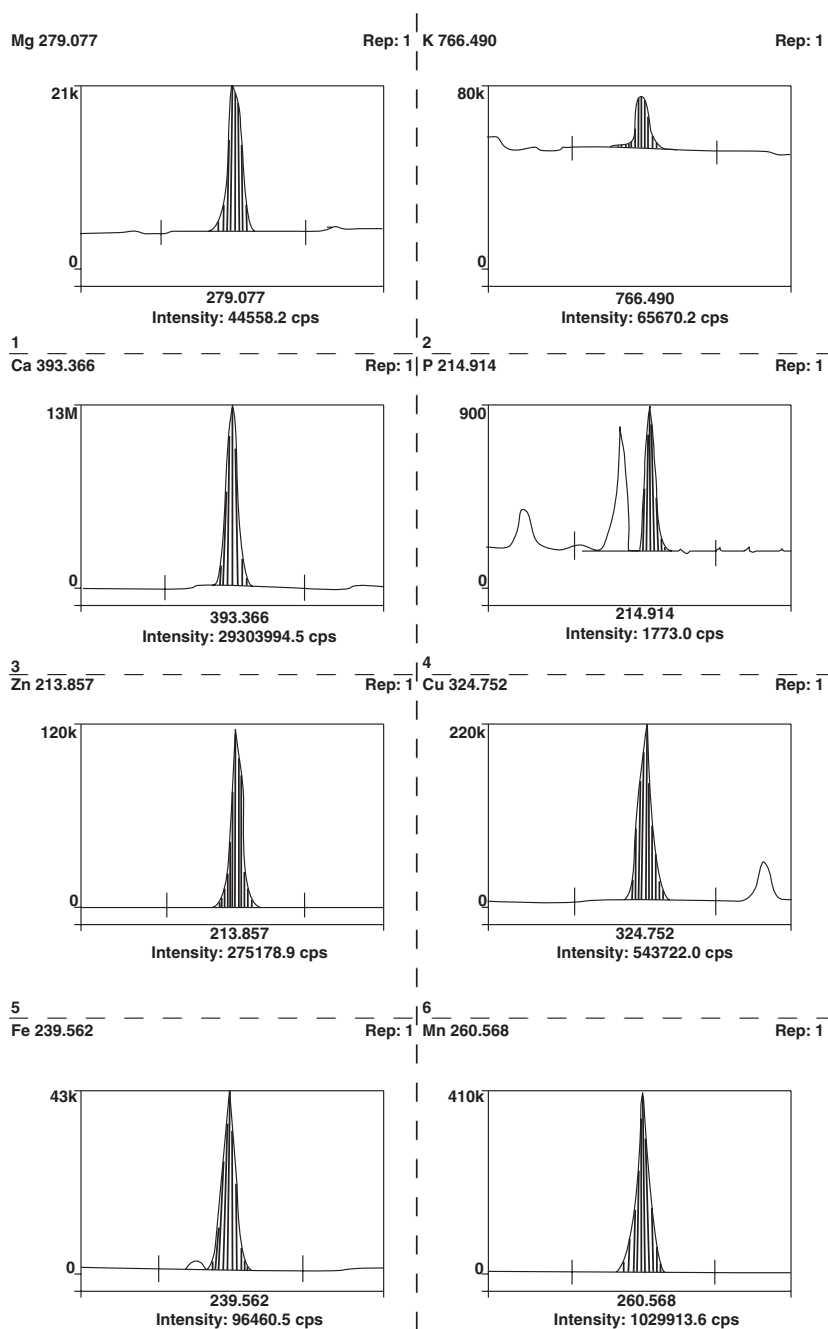 Mg 279.077 Rep: 1
21k
0
279.077
Intensity: 44558.2 cps
1
K 766.490 Rep: 1
80k
0
766.490
Intensity: 65670.2 cps
2
Ca 393.366 Rep: 1
13M
0
393.366
Intensity: 29303994.5 cps
3
P 214.914 Rep: 1
900
0
214.914
Intensity: 1773.0 cps
4
Zn 213.857 Rep: 1
120k
0
213.857
Intensity: 275178.9 cps
5
Cu 324.752 Rep: 1
220k
0
324.752
Intensity: 543722.0 cps
6
Fe 239.562 Rep: 1
43k
0
239.562
Intensity: 96460.5 cps
Mn 260.568 Rep: 1
410k
0
260.568
Intensity: 1029913.6 cps